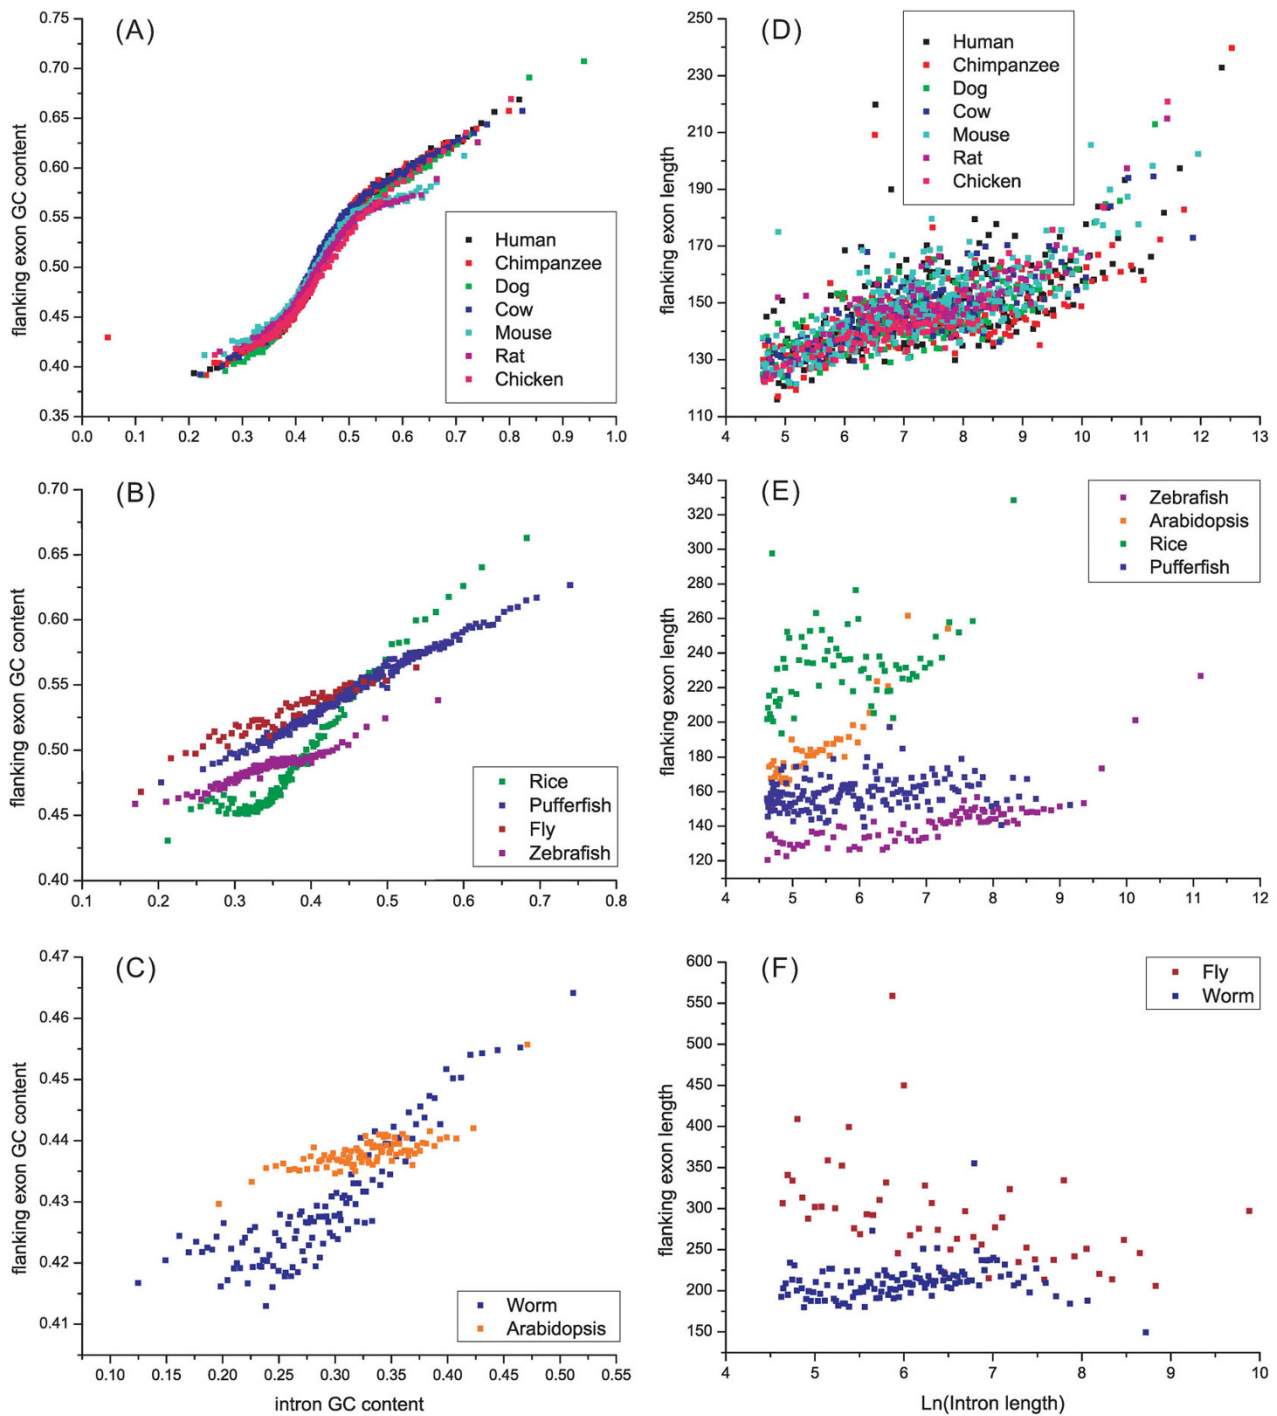 (A)
flanking exon GC content
0.75
0.70
0.65
0.60
0.55
0.50
0.45
0.40
0.35
0.0 0.1 0.2 0.3 0.4 0.5 0.6 0.7 0.8 0.9 1.0
Human
Chimpanzee
Dog
Cow
Mouse
Rat
Chicken
(D)
flanking exon length
250
230
210
190
170
150
130
110
4 5 6 7 8 9 10 11 12 13
Human
Chimpanzee
Dog
Cow
Mouse
Rat
Chicken
(B)
flanking exon GC content
0.70
0.65
0.60
0.55
0.50
0.45
0.40
0.1 0.2 0.3 0.4 0.5 0.6 0.7 0.8
Rice
Pufferfish
Fly
Zebrafish
(E)
flanking exon length
340
320
300
280
260
240
220
200
180
160
140
120
4 5 6 7 8 9 10 11 12
Zebrafish
Arabidopsis
Rice
Pufferfish
(C)
flanking exon GC content
0.47
0.46
0.45
0.44
0.43
0.42
0.41
0.10 0.15 0.20 0.25 0.30 0.35 0.40 0.45 0.50 0.55
intron GC content
Worm
Arabidopsis
(F)
flanking exon length
600
550
500
450
400
350
300
250
200
150
4 5 6 7 8 9 10
Ln(Intron length)
Fly
Worm